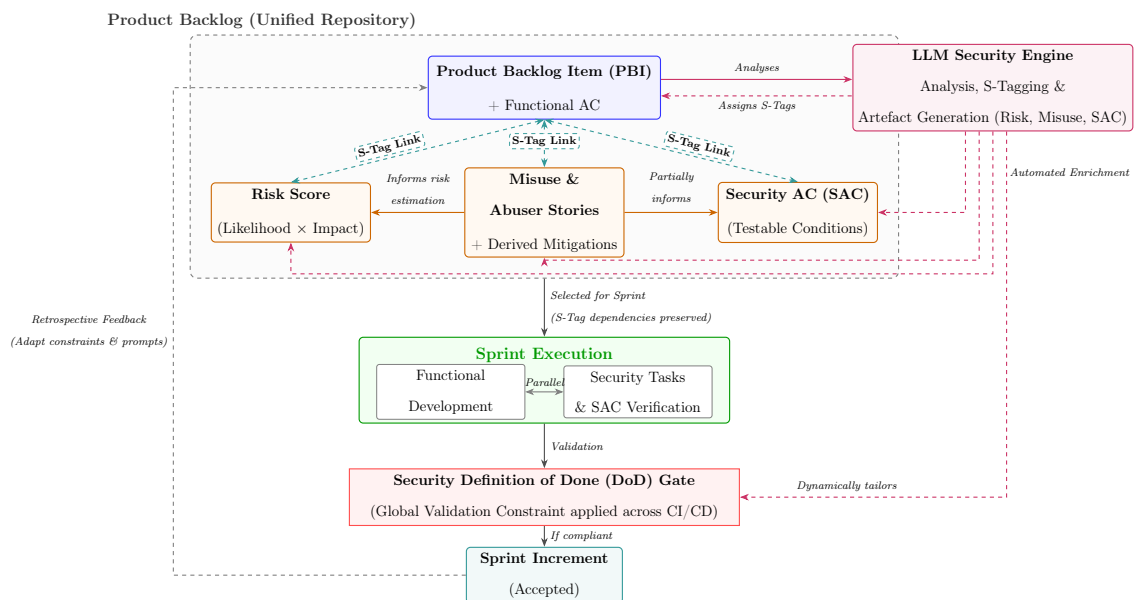 Product Backlog (Unified Repository)
Product Backlog Item (PBI)
+ Functional AC
Analyses
Assigns S-Tags
LLM Security Engine
Analysis, S-Tagging &
Artefact Generation (Risk, Misuse, SAC)
S-Tag Link
S-Tag Link
S-Tag Link
Automated Enrichment
Risk Score
(Likelihood × Impact)
Informs risk
estimation
Misuse &
Abuser Stories
+ Derived Mitigations
Partially
informs
Security AC (SAC)
(Testable Conditions)
Selected for Sprint
(S-Tag dependencies preserved)
Retrospective Feedback
(Adapt constraints & prompts)
Sprint Execution
Functional
Development
Parallel
Security Tasks
& SAC Verification
Validation
Security Definition of Done (DoD) Gate
(Global Validation Constraint applied across CI/CD)
Dynamically tailors
If compliant
Sprint Increment
(Accepted)